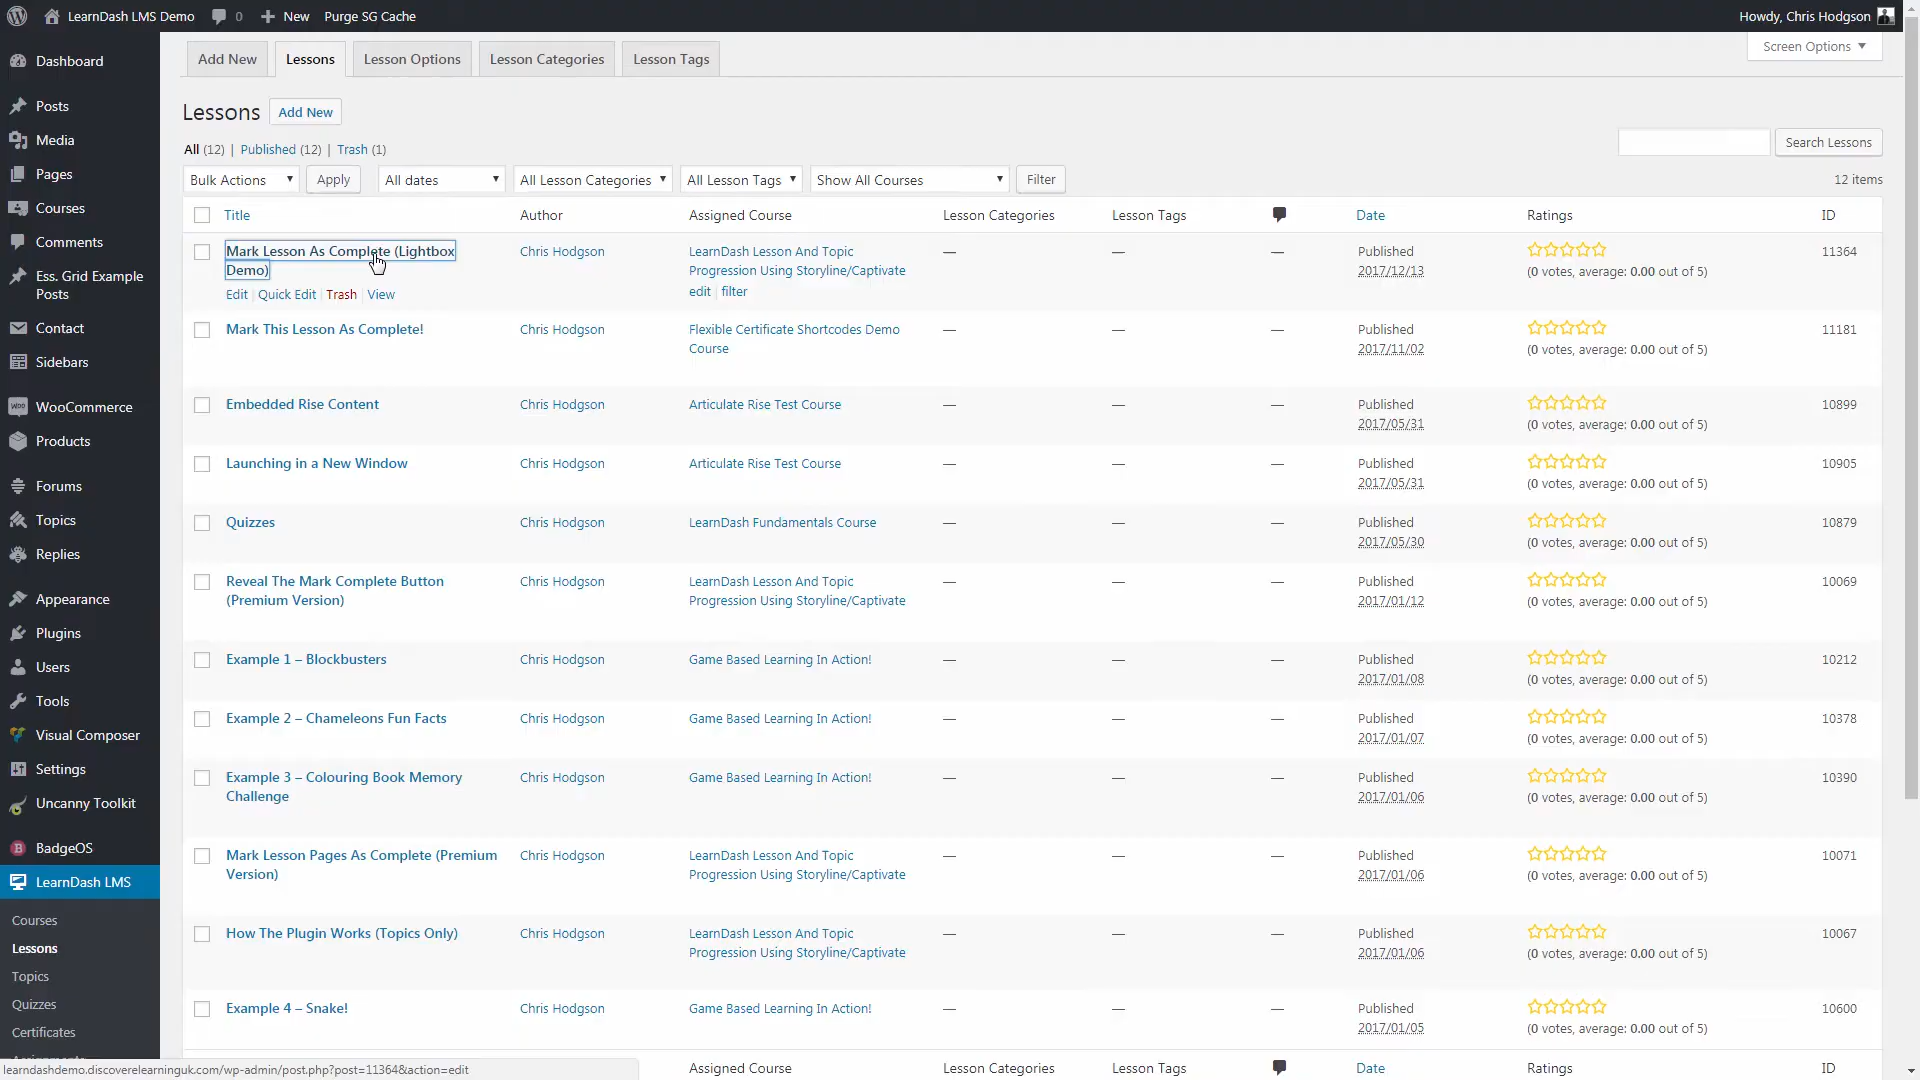 LearnDash LMS Demo 0 New Purge SG Cache Howdy, Chris Hodgson
Screen Options
Dashboard
Posts
Media
Pages
Courses
Comments
Ess. Grid Example
Posts
Contact
Sidebars
WooCommerce
Products
Forums
Topics
Replies
Appearance
Plugins
Users
Tools
Visual Composer
Settings
Uncanny Toolkit
BadgeOS
LearnDash LMS
Courses
Lessons
Topics
Quizzes
Certificates
Add New Lessons Lesson Options Lesson Categories Lesson Tags
Lessons Add New
All (12) | Published (12) | Trash (1)
Search Lessons
Bulk Actions Apply All dates All Lesson Categories All Lesson Tags Show All Courses Filter 12 items
Title Author Assigned Course Lesson Categories Lesson Tags Date Ratings ID
Mark Lesson As Complete (Lightbox Chris Hodgson LearnDash Lesson And Topic — — — Published 11364
Demo) Progression Using Storyline/Captivate 2017/12/13 (0 votes, average: 0.00 out of 5)
Edit | Quick Edit | Trash | View edit | filter
Mark This Lesson As Complete! Chris Hodgson Flexible Certificate Shortcodes Demo — — — Published 11181
Course 2017/11/02 (0 votes, average: 0.00 out of 5)
Embedded Rise Content Chris Hodgson Articulate Rise Test Course — — — Published 10899
2017/05/31 (0 votes, average: 0.00 out of 5)
Launching in a New Window Chris Hodgson Articulate Rise Test Course — — — Published 10905
2017/05/31 (0 votes, average: 0.00 out of 5)
Quizzes Chris Hodgson LearnDash Fundamentals Course — — — Published 10879
2017/05/30 (0 votes, average: 0.00 out of 5)
Reveal The Mark Complete Button Chris Hodgson LearnDash Lesson And Topic — — — Published 10069
(Premium Version) Progression Using Storyline/Captivate 2017/01/12 (0 votes, average: 0.00 out of 5)
Example 1 – Blockbusters Chris Hodgson Game Based Learning In Action! — — — Published 10212
2017/01/08 (0 votes, average: 0.00 out of 5)
Example 2 – Chameleons Fun Facts Chris Hodgson Game Based Learning In Action! — — — Published 10378
2017/01/07 (0 votes, average: 0.00 out of 5)
Example 3 – Colouring Book Memory Chris Hodgson Game Based Learning In Action! — — — Published 10390
Challenge 2017/01/06 (0 votes, average: 0.00 out of 5)
Mark Lesson Pages As Complete (Premium Chris Hodgson LearnDash Lesson And Topic — — — Published 10071
Version) Progression Using Storyline/Captivate 2017/01/06 (0 votes, average: 0.00 out of 5)
How The Plugin Works (Topics Only) Chris Hodgson LearnDash Lesson And Topic — — — Published 10067
Progression Using Storyline/Captivate 2017/01/06 (0 votes, average: 0.00 out of 5)
Example 4 – Snake! Chris Hodgson Game Based Learning In Action! — — — Published 10600
2017/01/05 (0 votes, average: 0.00 out of 5)
Assigned Course Lesson Categories Lesson Tags Date Ratings ID
learndashdemo.discoverelearninguk.com/wp-admin/post.php?post=11364&action=edit